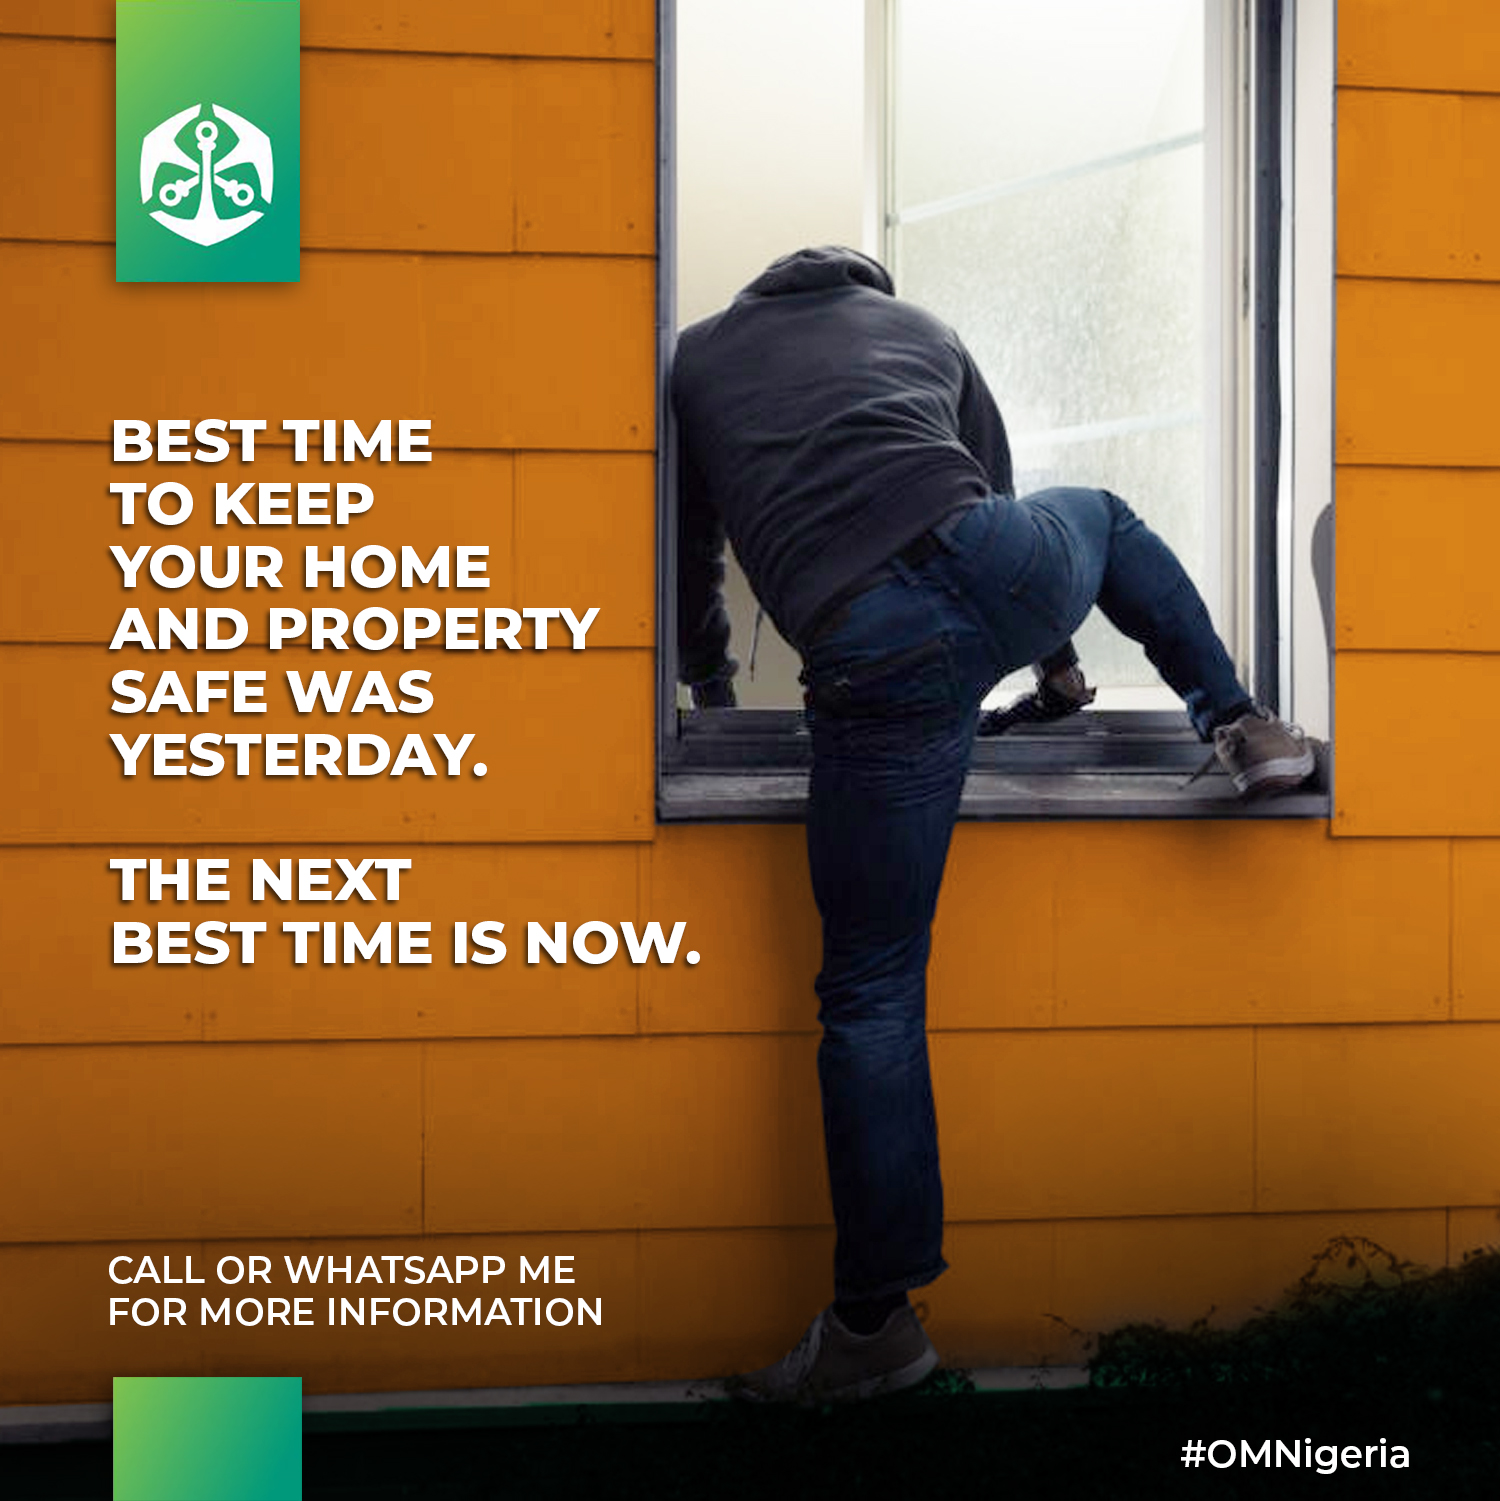 BEST TIME
TO KEEP
YOUR HOME
AND PROPERTY
SAFE WAS
YESTERDAY.
THE NEXT
BEST TIME IS NOW.
CALL OR WHATSAPP ME
FOR MORE INFORMATION
#OMNigeria